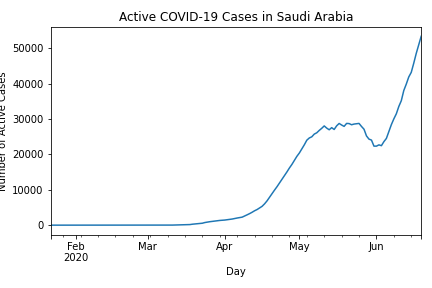 Active COVID-19 Cases in Saudi Arabia
50000
40000
30000
20000
10000
0
Number of Active Cases
Feb
2020
Mar
Apr
May
Jun
Day